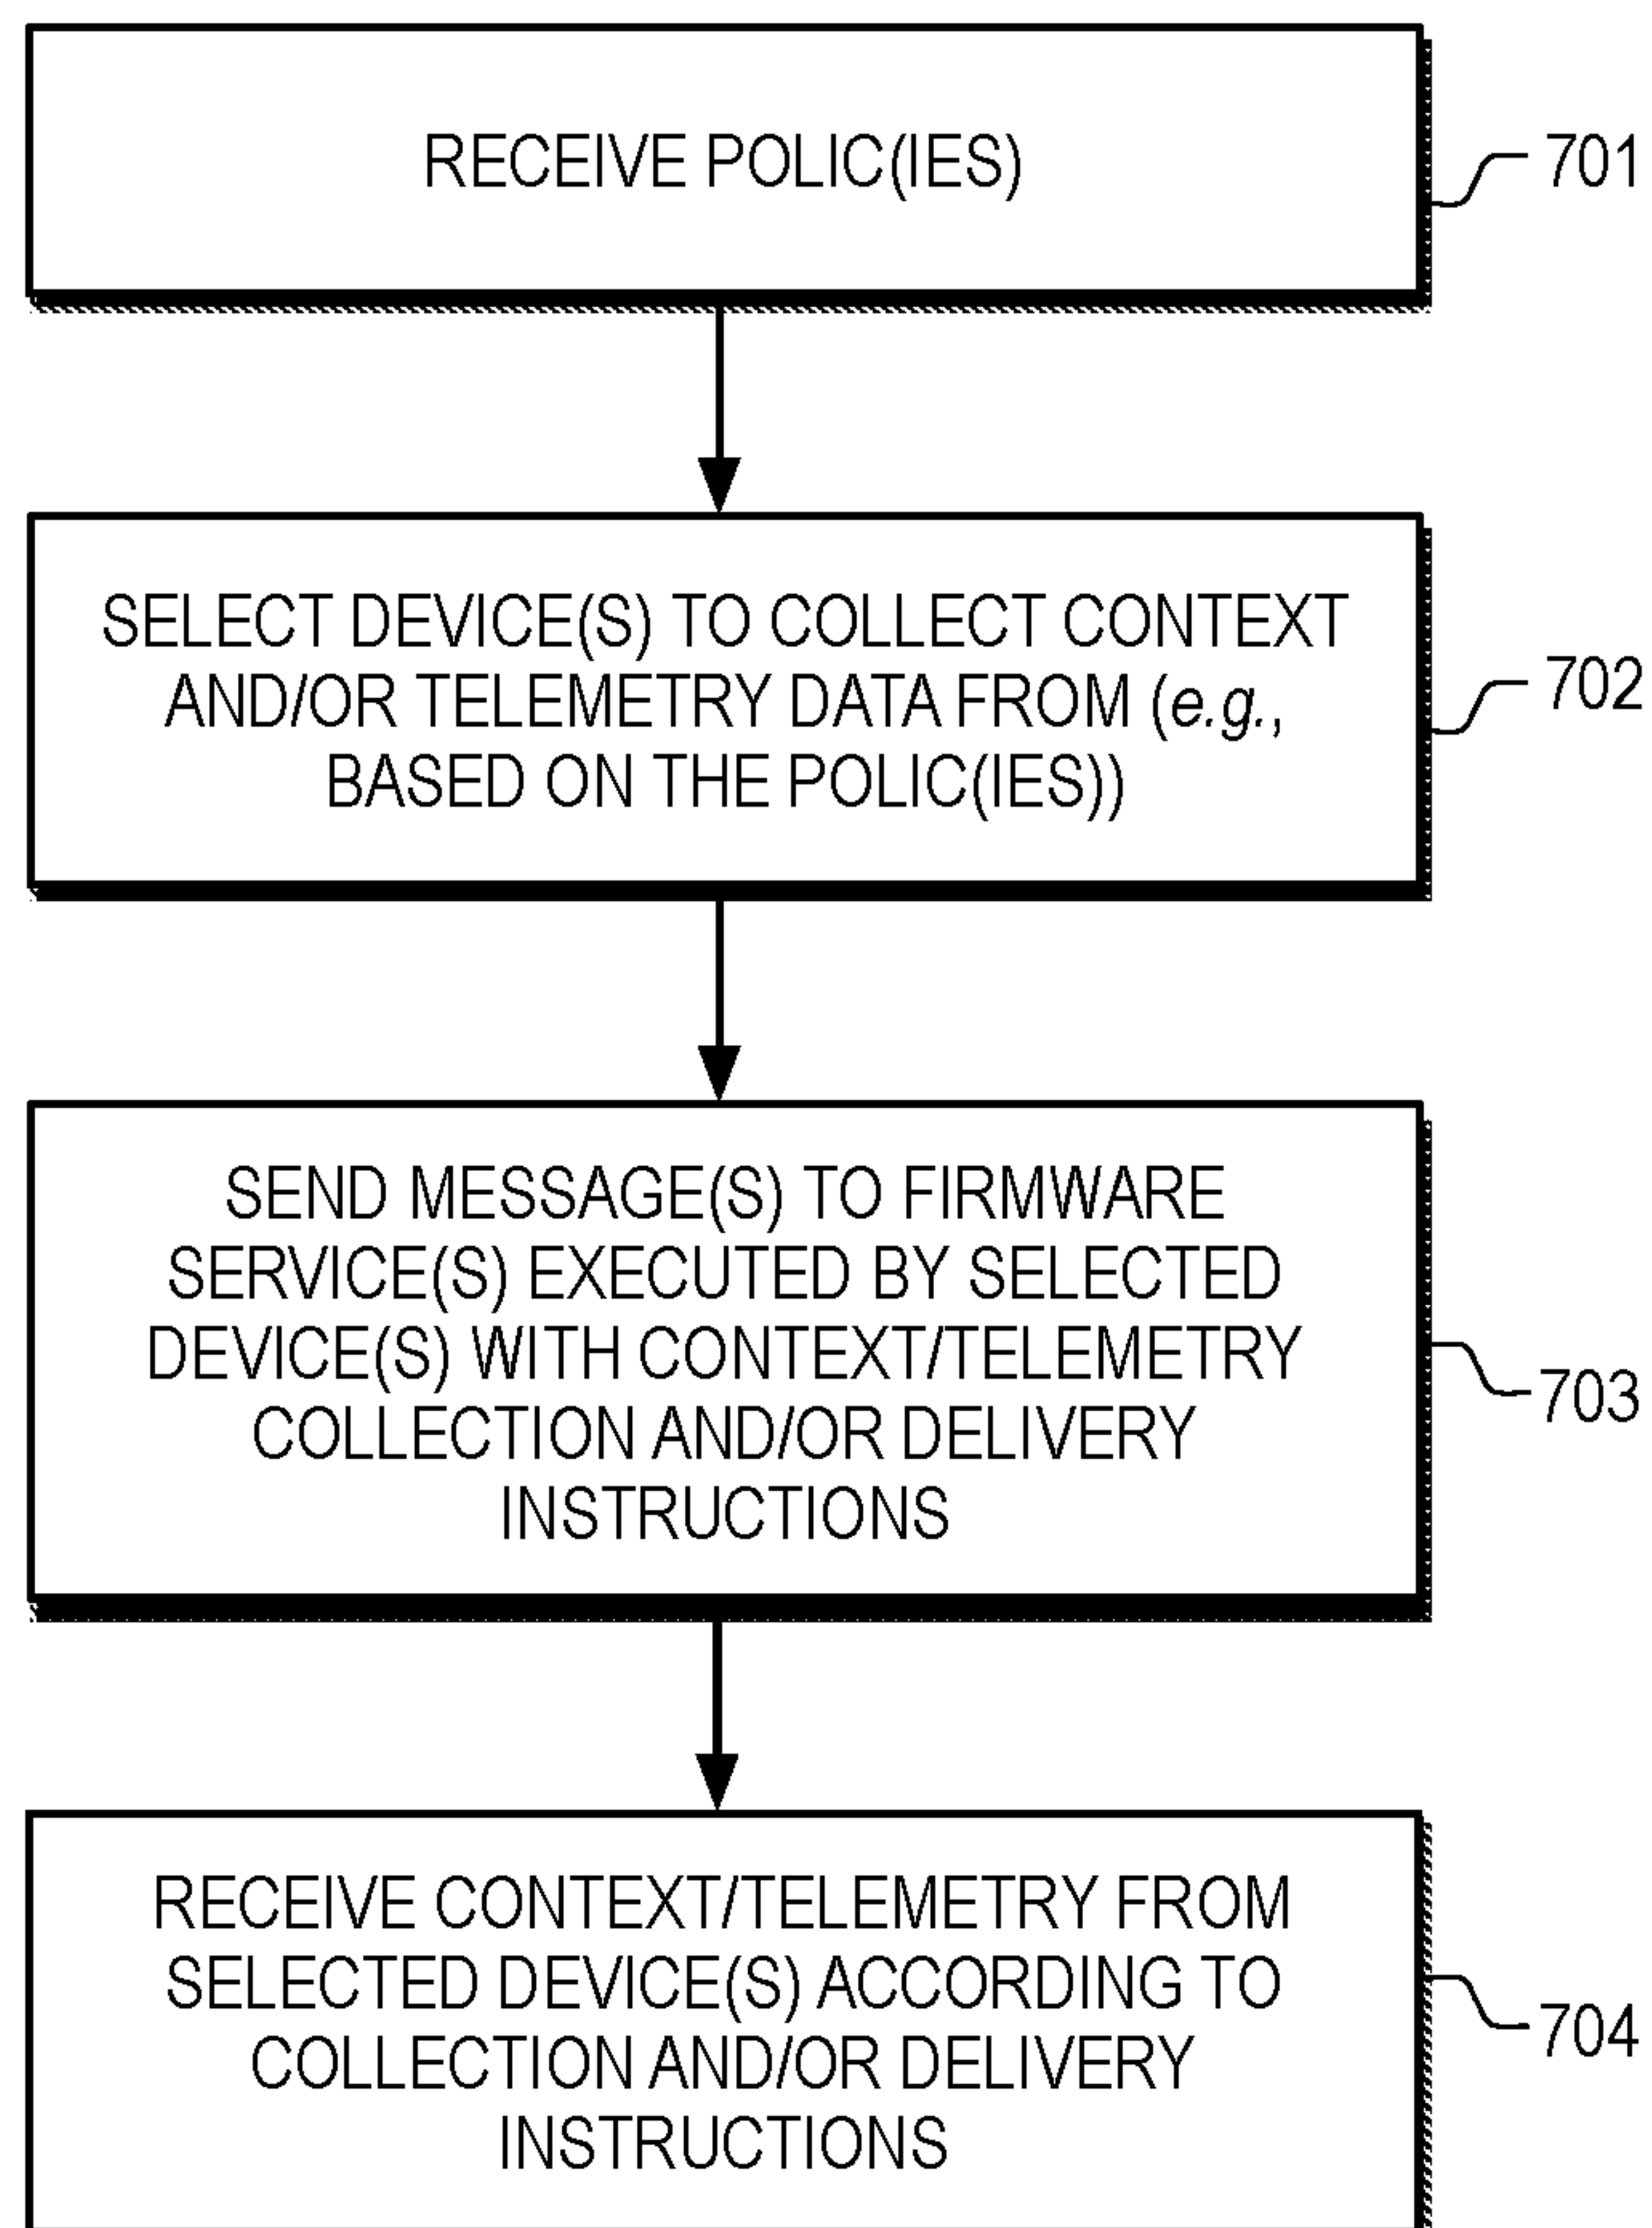 RECEIVE POLIC(IES)
701
SELECT DEVICE(S) TO COLLECT CONTEXT
AND/OR TELEMETRY DATA FROM (e.g.,
BASED ON THE POLIC(IES))
702
SEND MESSAGE(S) TO FIRMWARE
SERVICE(S) EXECUTED BY SELECTED
DEVICE(S) WITH CONTEXT/TELEMETRY
COLLECTION AND/OR DELIVERY
INSTRUCTIONS
703
RECEIVE CONTEXT/TELEMETRY FROM
SELECTED DEVICE(S) ACCORDING TO
COLLECTION AND/OR DELIVERY
INSTRUCTIONS
704